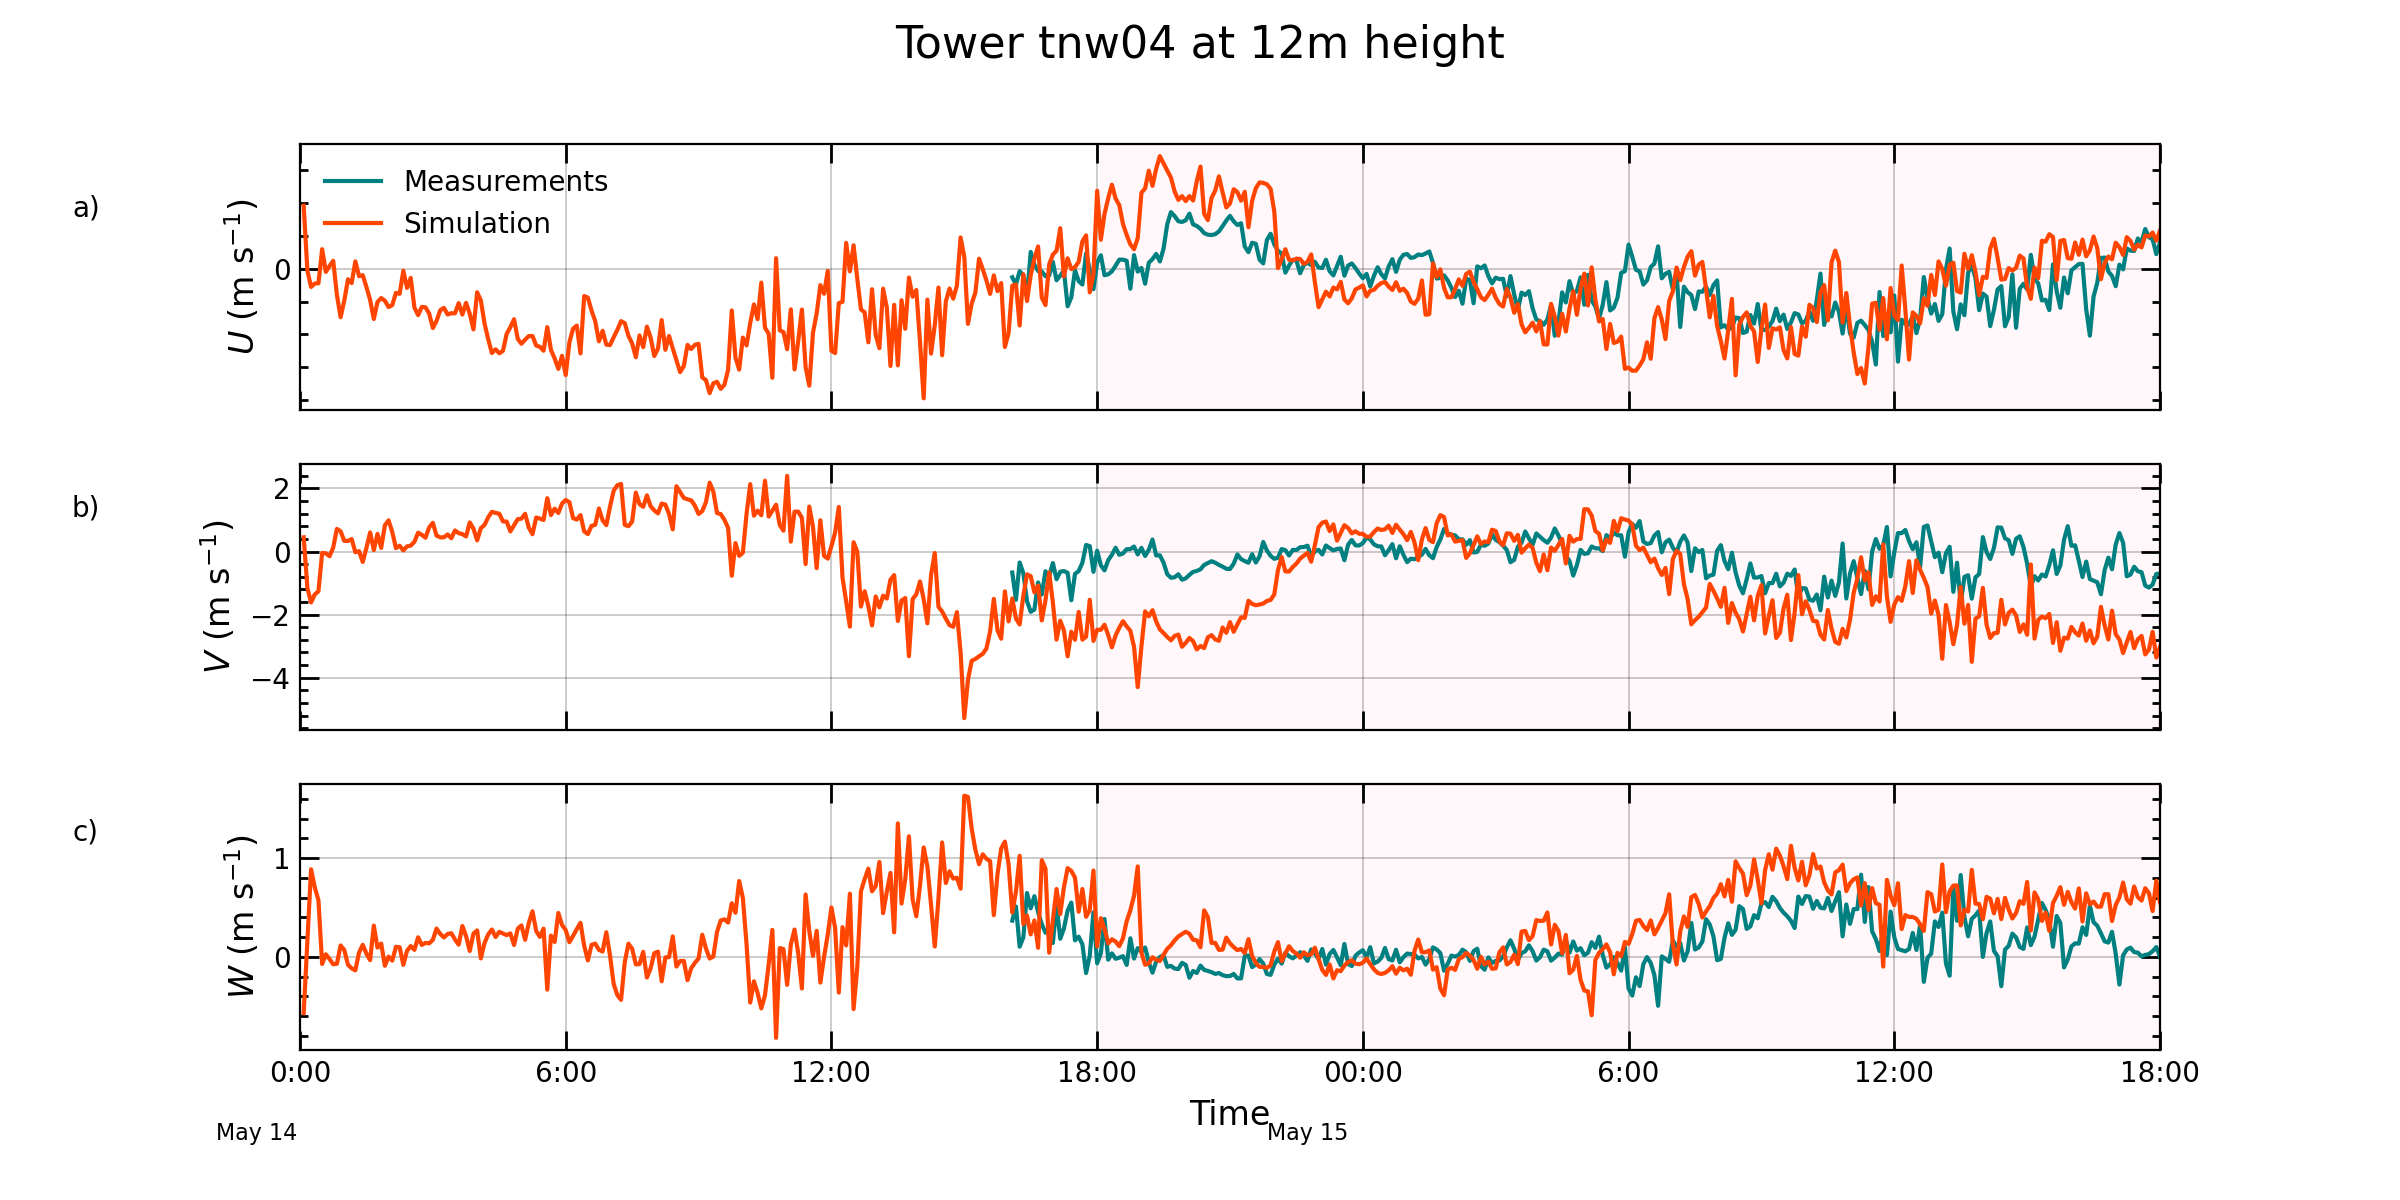 Tower tnw04 at 12m height
a)
U (m s⁻¹)
0
Measurements
Simulation
b)
V (m s⁻¹)
2
0
−2
−4
c)
W (m s⁻¹)
1
0
0:00 6:00 12:00 18:00 00:00 6:00 12:00 18:00
Time
May 14 May 15